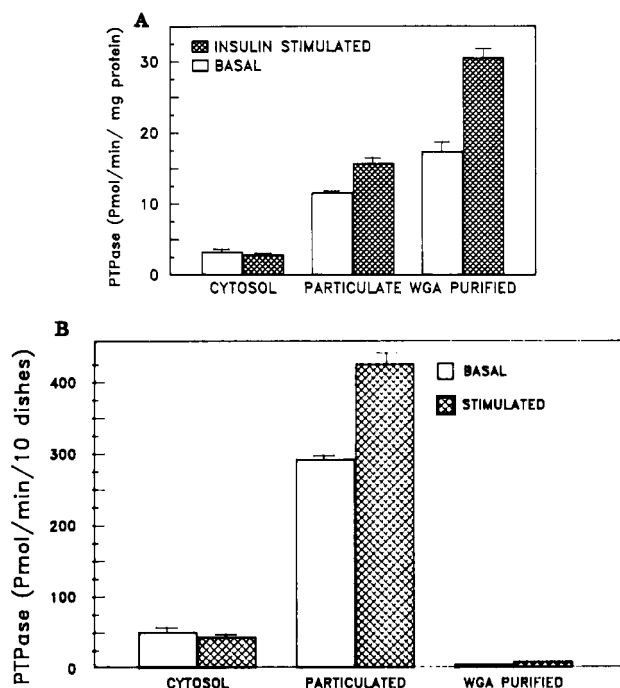 A
INSULIN STIMULATED
BASAL
PTPase (Pmol/min/ mg protein)
30
20
10
0
CYTOSOL PARTICULATE WGA PURIFIED
B
BASAL
STIMULATED
PTPase (Pmol/min/10 dishes)
400
300
200
100
50
0
CYTOSOL PARTICULATED WGA PURIFIED